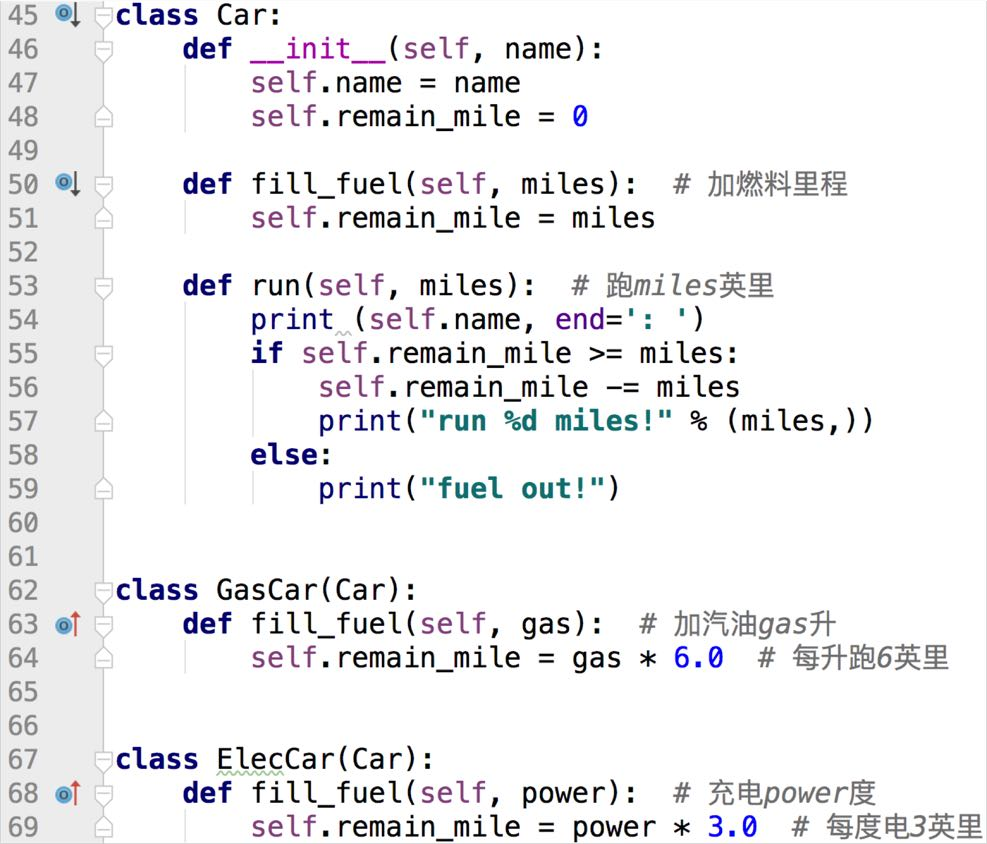 45 class Car:
46 def __init__(self, name):
47 self.name = name
48 self.remain_mile = 0
49
50 def fill_fuel(self, miles):  # 加燃料里程
51 self.remain_mile = miles
52
53 def run(self, miles):  # 跑miles英里
54 print (self.name, end=': ')
55 if self.remain_mile >= miles:
56 self.remain_mile -= miles
57 print("run %d miles!" % (miles,))
58 else:
59 print("fuel out!")
60
61
62 class GasCar(Car):
63 def fill_fuel(self, gas):  # 加汽油gas升
64 self.remain_mile = gas * 6.0  # 每升跑6英里
65
66
67 class ElecCar(Car):
68 def fill_fuel(self, power):  # 充电power度
69 self.remain_mile = power * 3.0  # 每度电3英里